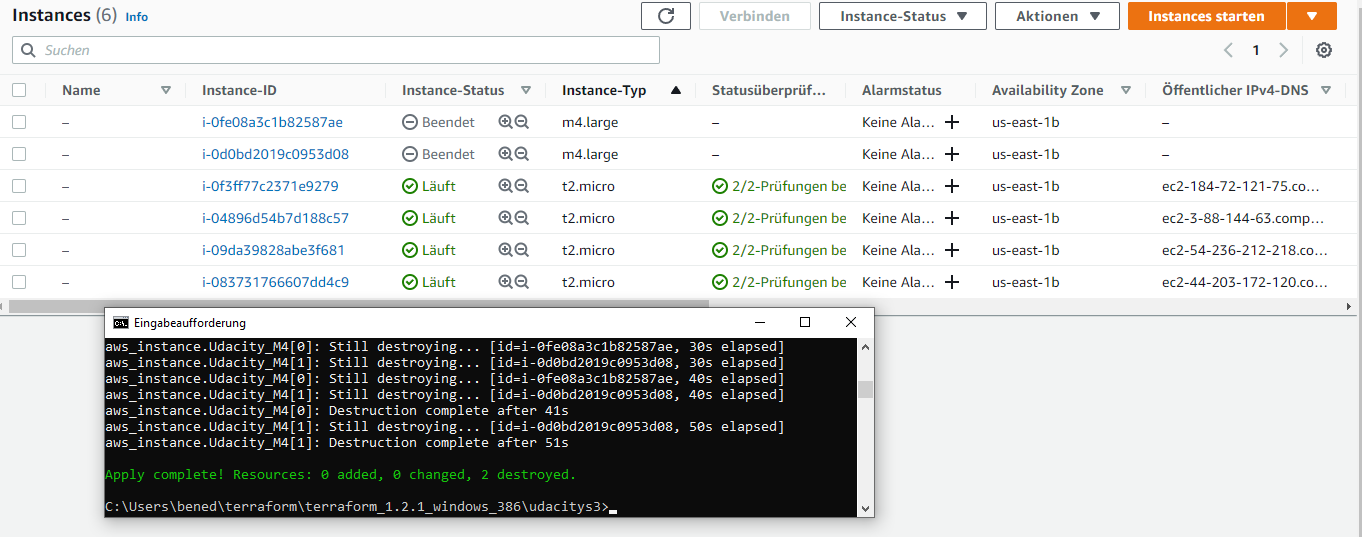 Instances (6) Info Verbinden Instance-Status Aktionen Instances starten
Suchen 1
Name Instance-ID Instance-Status Instance-Typ Statusüberprüf... Alarmstatus Availability Zone Öffentlicher IPv4-DNS
– i-0fe08a3c1b82587ae Beendet m4.large – Keine Ala... us-east-1b –
– i-0d0bd2019c0953d08 Beendet m4.large – Keine Ala... us-east-1b –
– i-0f3ff77c2371e9279 Läuft t2.micro 2/2-Prüfungen be Keine Ala... us-east-1b ec2-184-72-121-75.co...
– i-04896d54b7d188c57 Läuft t2.micro 2/2-Prüfungen be Keine Ala... us-east-1b ec2-3-88-144-63.comp...
– i-09da39828abe3f681 Läuft t2.micro 2/2-Prüfungen be Keine Ala... us-east-1b ec2-54-236-212-218.co...
– i-083731766607dd4c9 Läuft t2.micro 2/2-Prüfungen be Keine Ala... us-east-1b ec2-44-203-172-120.co...
C:\. Eingabeaufforderung
aws_instance.Udacity_M4[0]: Still destroying... [id=i-0fe08a3c1b82587ae, 30s elapsed]
aws_instance.Udacity_M4[1]: Still destroying... [id=i-0d0bd2019c0953d08, 30s elapsed]
aws_instance.Udacity_M4[0]: Still destroying... [id=i-0fe08a3c1b82587ae, 40s elapsed]
aws_instance.Udacity_M4[1]: Still destroying... [id=i-0d0bd2019c0953d08, 40s elapsed]
aws_instance.Udacity_M4[0]: Destruction complete after 41s
aws_instance.Udacity_M4[1]: Still destroying... [id=i-0d0bd2019c0953d08, 50s elapsed]
aws_instance.Udacity_M4[1]: Destruction complete after 51s
Apply complete! Resources: 0 added, 0 changed, 2 destroyed.
C:\Users\bened\terraform\terraform_1.2.1_windows_386\udacitys3>